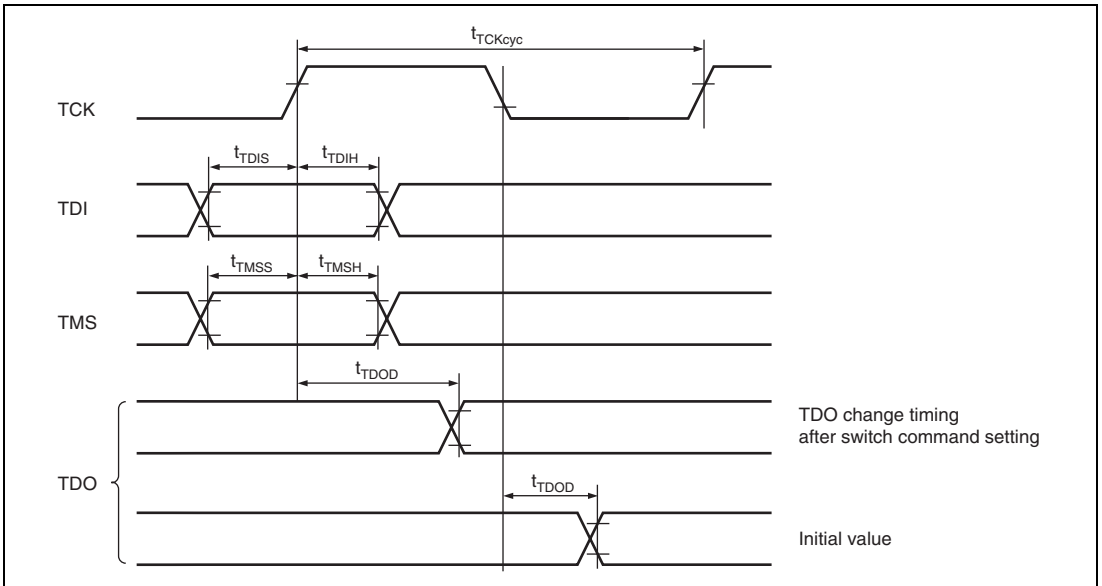 tTCKcyc
TCK
tTDIS tTDIH
TDI
tTMSS tTMSH
TMS
tTDOD
TDO change timing
after switch command setting
TDO
tTDOD
Initial value